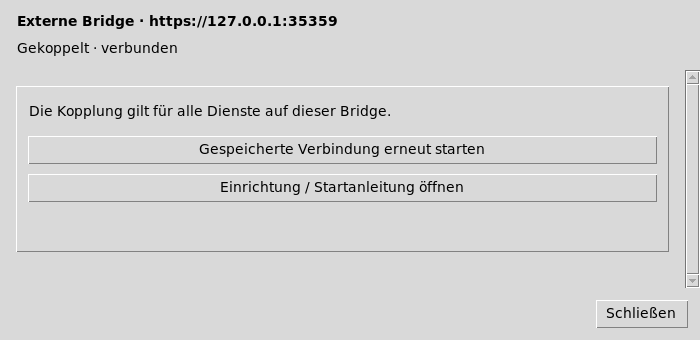 Externe Bridge · https://127.0.0.1:35359
Gekoppelt · verbunden
Die Kopplung gilt für alle Dienste auf dieser Bridge.
Gespeicherte Verbindung erneut starten
Einrichtung / Startanleitung öffnen
Schließen